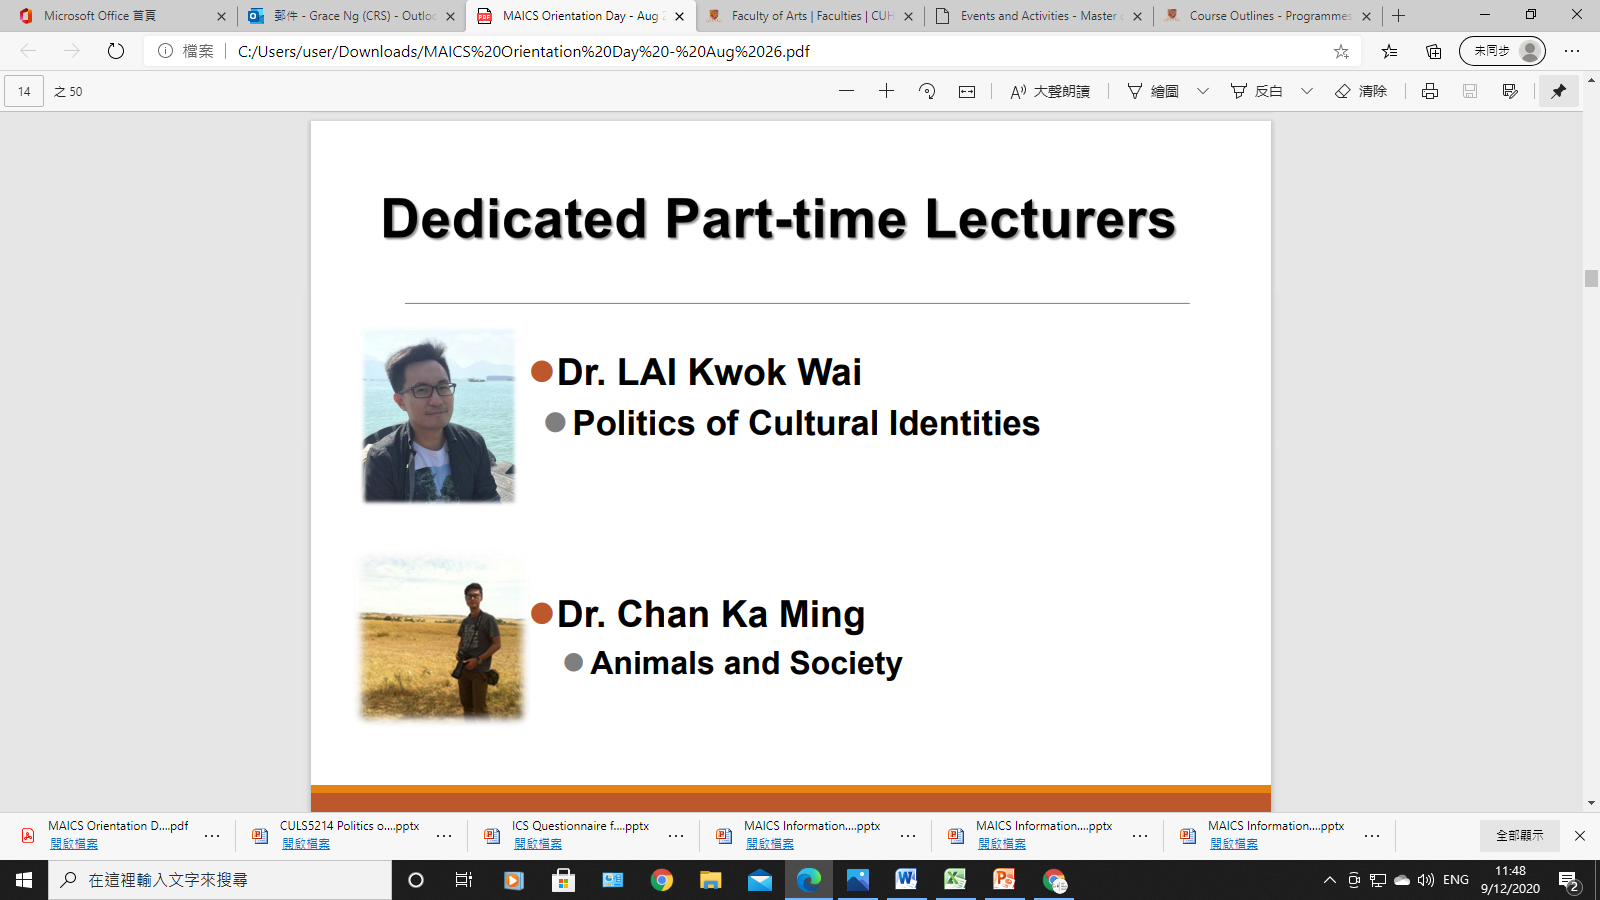 Microsoft Office 首頁
郵件 - Grace Ng (CRS) - Outlo
MAICS Orientation Day - Aug 2
Faculty of Arts | Faculties | CUH
Events and Activities - Master
Course Outlines - Programmes
檔案
C:/Users/user/Downloads/MAICS%20Orientation%20Day%20-%20Aug%2026.pdf
未同步
14 之 50
大聲朗讀
繪圖
反白
清除
Dedicated Part-time Lecturers
Dr. LAI Kwok Wai
Politics of Cultural Identities
Dr. Chan Ka Ming
Animals and Society
MAICS Orientation D....pdf
開啟檔案
CULS5214 Politics o....pptx
開啟檔案
ICS Questionnaire f....pptx
開啟檔案
MAICS Information....pptx
開啟檔案
MAICS Information....pptx
開啟檔案
MAICS Information....pptx
開啟檔案
全部顯示
在這裡輸入文字來搜尋
ENG
11:48
9/12/2020
2